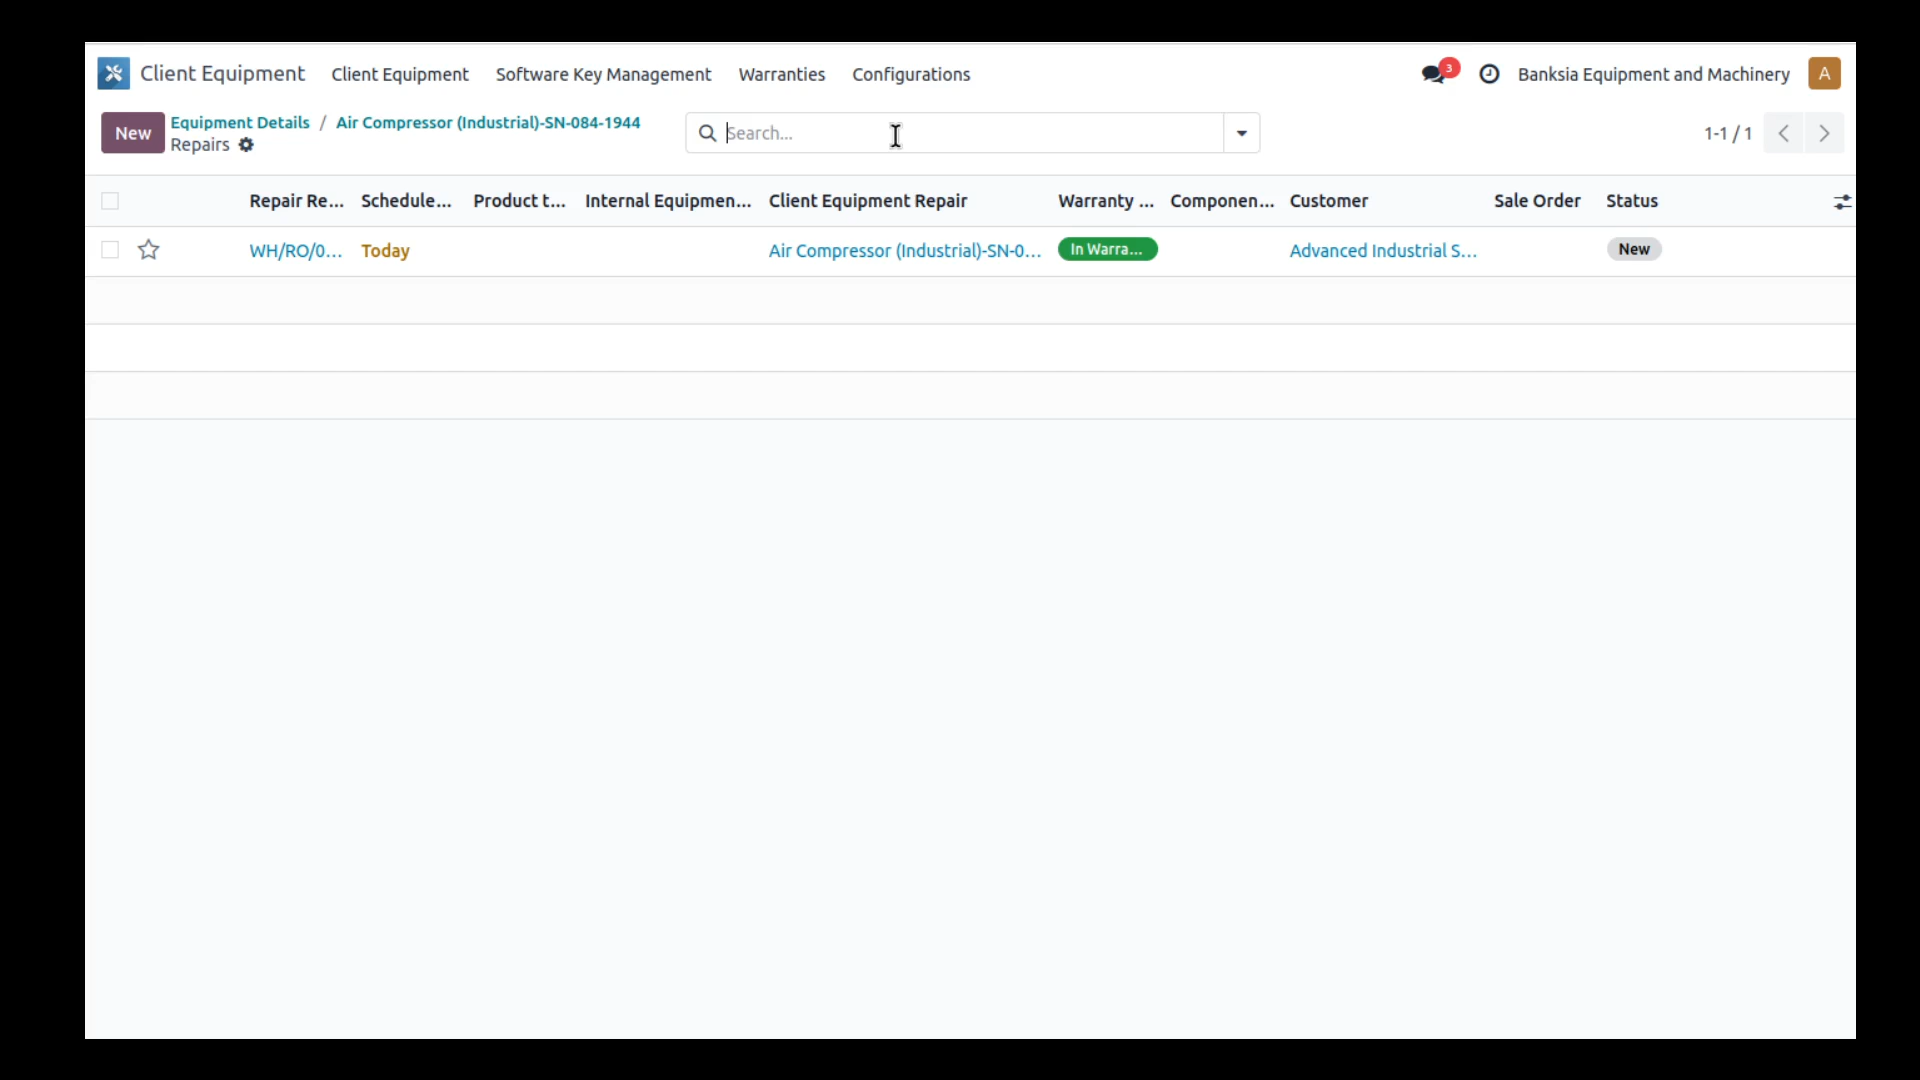 Client Equipment Client Equipment Software Key Management Warranties Configurations 3 Banksia Equipment and Machinery A
New Equipment Details / Air Compressor (Industrial)-SN-084-1944 Search... 1-1 / 1
Repairs
Repair Re... Schedule... Product t... Internal Equipmen... Client Equipment Repair Warranty ... Componen... Customer Sale Order Status
WH/RO/0... Today Air Compressor (Industrial)-SN-0... In Warra... Advanced Industrial S... New